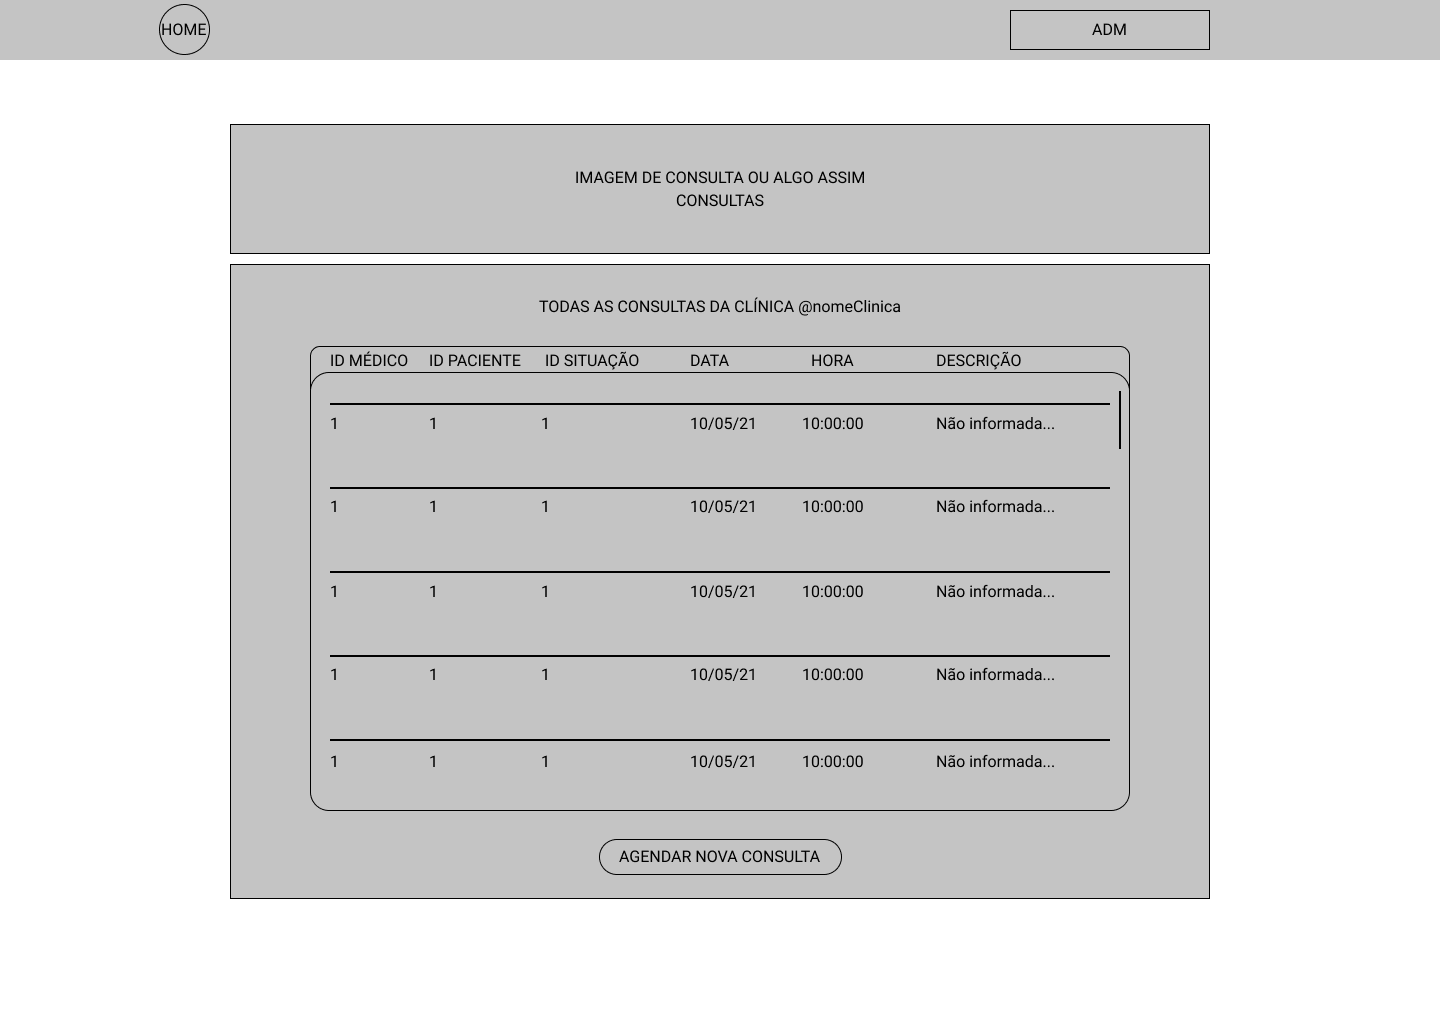 HOME ADM
IMAGEM DE CONSULTA OU ALGO ASSIM
CONSULTAS
TODAS AS CONSULTAS DA CLÍNICA @nomeClinica
ID MÉDICO ID PACIENTE ID SITUAÇÃO DATA HORA DESCRIÇÃO
1 1 1 10/05/21 10:00:00 Não informada...
1 1 1 10/05/21 10:00:00 Não informada...
1 1 1 10/05/21 10:00:00 Não informada...
1 1 1 10/05/21 10:00:00 Não informada...
1 1 1 10/05/21 10:00:00 Não informada...
AGENDAR NOVA CONSULTA